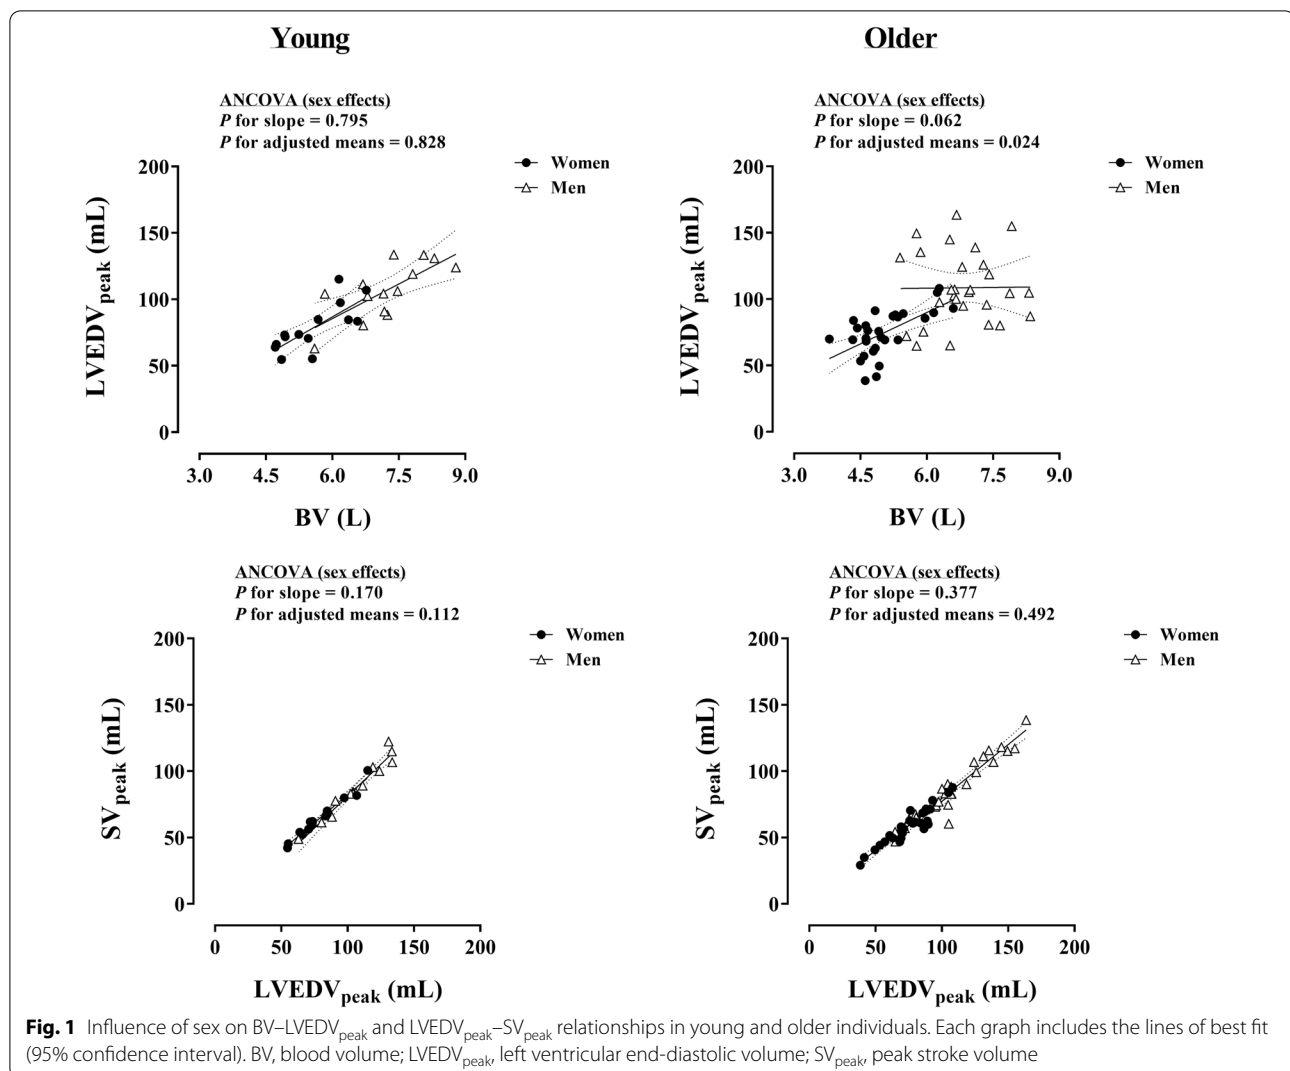 Young
ANCOVA (sex effects)
P for slope = 0.795
P for adjusted means = 0.828
Women
Men
200
150
100
50
0
LVEDVpeak (mL)
3.0 4.5 6.0 7.5 9.0
BV (L)
Older
ANCOVA (sex effects)
P for slope = 0.062
P for adjusted means = 0.024
Women
Men
200
150
100
50
0
LVEDVpeak (mL)
3.0 4.5 6.0 7.5 9.0
BV (L)
ANCOVA (sex effects)
P for slope = 0.170
P for adjusted means = 0.112
Women
Men
200
150
100
50
0
SVpeak (mL)
0 50 100 150 200
LVEDVpeak (mL)
ANCOVA (sex effects)
P for slope = 0.377
P for adjusted means = 0.492
Women
Men
200
150
100
50
0
SVpeak (mL)
0 50 100 150 200
LVEDVpeak (mL)
Fig. 1 Influence of sex on BV–LVEDVpeak and LVEDVpeak–SVpeak relationships in young and older individuals. Each graph includes the lines of best fit
(95% confidence interval). BV, blood volume; LVEDVpeak, left ventricular end-diastolic volume; SVpeak, peak stroke volume